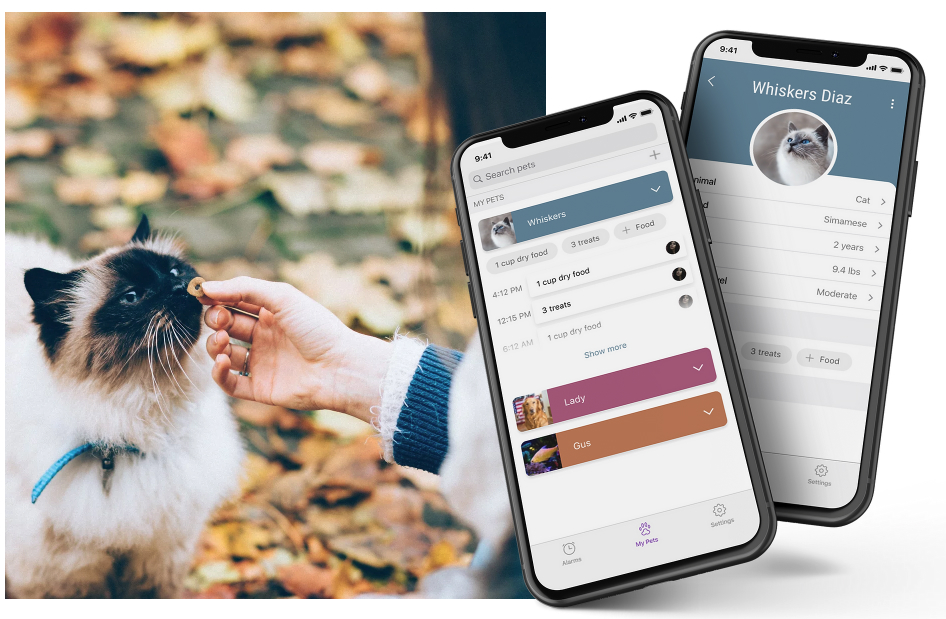 9:41
Search pets
MY PETS
Whiskers
1 cup dry food
3 treats
+ Food
4:12 PM
1 cup dry food
12:15 PM
3 treats
6:12 AM
1 cup dry food
Show more
Lady
Gus
Alarms
My Pets
Settings
9:41
Whiskers Diaz
nimal
Cat
d
Simamese
2 years
9.4 lbs
el
Moderate
3 treats
+ Food
Settings